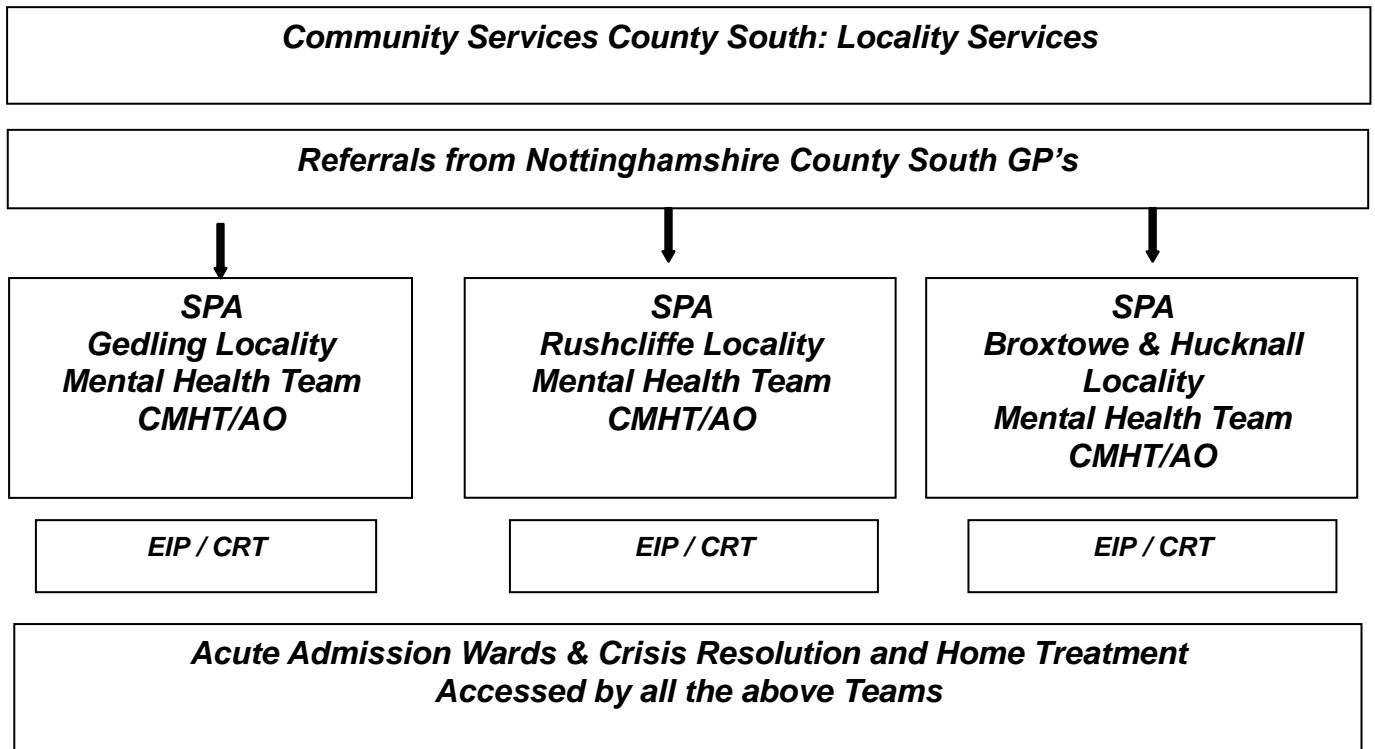 Community Services County South: Locality Services
Referrals from Nottinghamshire County South GP’s
SPA
Gedling Locality
Mental Health Team
CMHT/AO
SPA
Rushcliffe Locality
Mental Health Team
CMHT/AO
SPA
Broxtowe & Hucknall
Locality
Mental Health Team
CMHT/AO
EIP / CRT
EIP / CRT
EIP / CRT
Acute Admission Wards & Crisis Resolution and Home Treatment
Accessed by all the above Teams